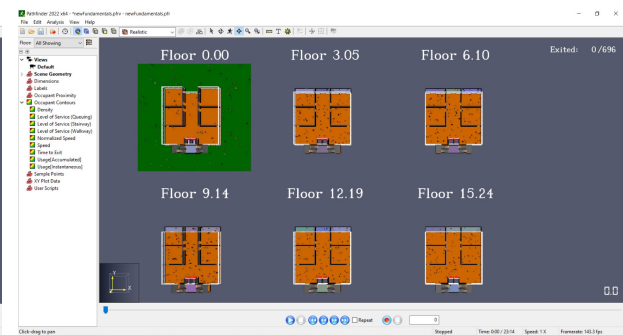 Pathfinder 2022 x64 - "newFundamentals.pfrv - newFundamentals.pfr
File Edit Analysis View Help
Realistic
Floor: All Showing
Views
Default
Scene Geometry
Dimensions
Labels
Occupant Proximity
Occupant Contours
Density
Level of Service (Queuing)
Level of Service (Stairway)
Level of Service (Walkway)
Normalized Speed
Speed
Time to Exit
Usage[Accumulated]
Usage[Instantaneous]
Sample Points
XY Plot Data
User Scripts
Floor 0.00 Floor 3.05 Floor 6.10
Exited: 0/696
Floor 9.14 Floor 12.19 Floor 15.24
Y
X
0.0
Repeat 0
Click-drag to pan Stopped Time: 0:00 / 23:14 Speed: 1 X Framerate: 143.3 fps